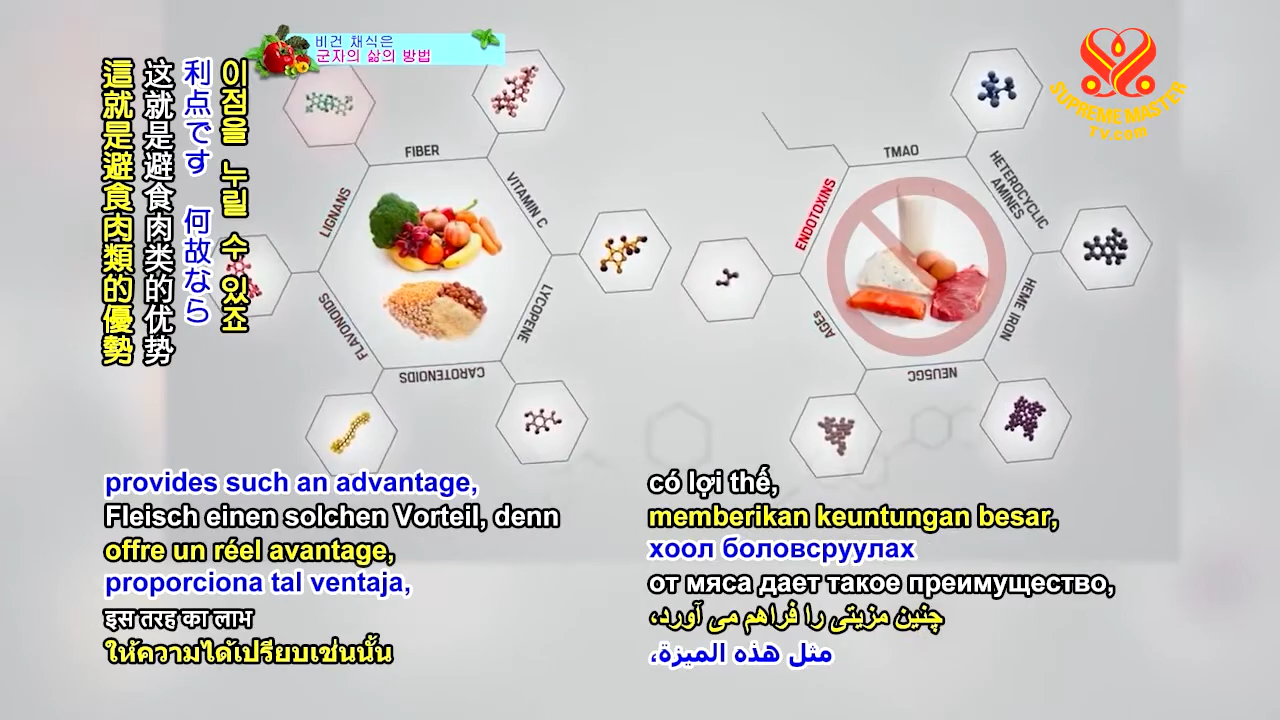 비건 채식은
군자의 삶의 방법
SUPREME MASTER
TV.com
이점을 누릴 수 있죠
利点です 何故なら
这就是避食肉类的优势
這就是避食肉類的優勢
FIBER
VITAMIN C
LYCOPENE
CAROTENOIDS
FLAVONOIDS
LIGNANS
TMAO
HETEROCYCLIC
AMINES
HEME IRON
NEU5GC
AGEs
ENDOTOXINS
provides such an advantage,
Fleisch einen solchen Vorteil, denn
offre un réel avantage,
proporciona tal ventaja,
इस तरह का लाभ
ให้ความได้เปรียบเช่นนั้น
có lợi thế,
memberikan keuntungan besar,
хоол боловсруулах
от мяса дает такое преимущество,
چنین مزیتی را فراهم می آورد،
مثل هذه الميزة،